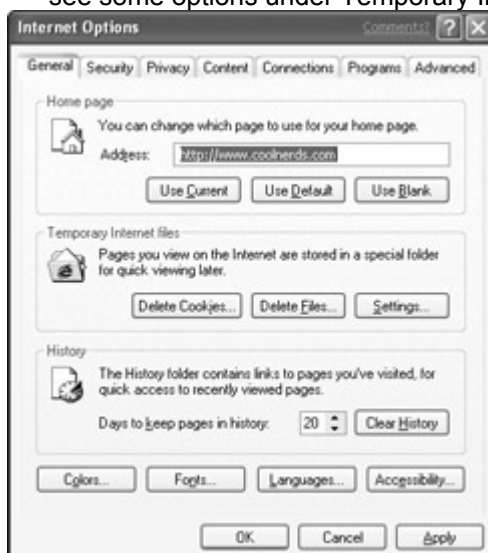 see some options under Temporary I
Internet Options
Comments? ? X
General Security Privacy Content Connections Programs Advanced
Home page
You can change which page to use for your home page.
Address: http://www.coolnerds.com
Use Current Use Default Use Blank
Temporary Internet files
Pages you view on the Internet are stored in a special folder
for quick viewing later.
Delete Cookies... Delete Files... Settings...
History
The History folder contains links to pages you've visited, for
quick access to recently viewed pages.
Days to keep pages in history: 20 Clear History
Colors... Fonts... Languages... Accessibility...
OK Cancel Apply